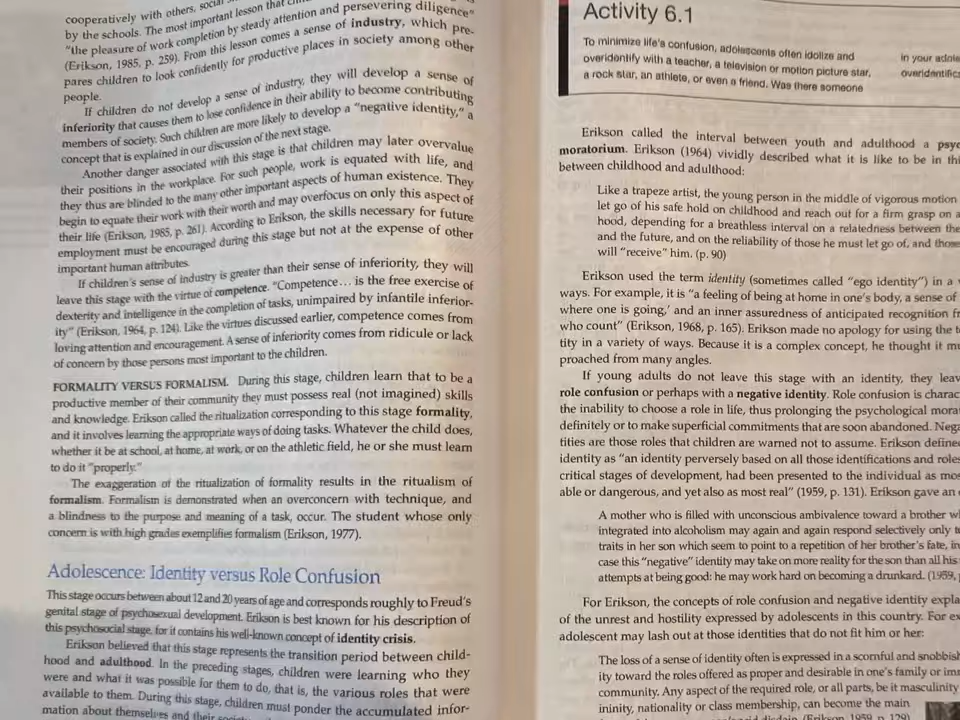 cooperatively with others, social
by the schools. The most important lesson that
"the pleasure of work completion by steady attention and persevering diligence"
(Erikson, 1985, p. 259). From this lesson comes a sense of industry, which pre-
pares children to look confidently for productive places in society among other
people.
If children do not develop a sense of industry, they will develop a sense of
inferiority that causes them to lose confidence in their ability to become contributing
members of society. Such children are more likely to develop a "negative identity," a
concept that is explained in our discussion of the next stage.
Another danger associated with this stage is that children may later overvalue
their positions in the workplace. For such people, work is equated with life, and
they thus are blinded to the many other important aspects of human existence. They
begin to equate their work with their worth and may overfocus on only this aspect of
their life (Erikson, 1985, p. 261). According to Erikson, the skills necessary for future
employment must be encouraged during this stage but not at the expense of other
important human attributes.
If children's sense of industry is greater than their sense of inferiority, they will
leave this stage with the virtue of competence. "Competence... is the free exercise of
dexterity and intelligence in the completion of tasks, unimpaired by infantile inferior-
ity" (Erikson, 1964, p. 124). Like the virtues discussed earlier, competence comes from
loving attention and encouragement. A sense of inferiority comes from ridicule or lack
of concern by those persons most important to the children.
FORMALITY VERSUS FORMALISM. During this stage, children learn that to be a
productive member of their community they must possess real (not imagined) skills
and knowledge. Erikson called the ritualization corresponding to this stage formality,
and it involves learning the appropriate ways of doing tasks. Whatever the child does,
whether it be at school, at home, at work, or on the athletic field, he or she must learn
to do it "properly."
The exaggeration of the ritualization of formality results in the ritualism of
formalism. Formalism is demonstrated when an overconcern with technique, and
a blindness to the purpose and meaning of a task, occur. The student whose only
concern is with high grades exemplifies formalism (Erikson, 1977).
Adolescence: Identity versus Role Confusion
This stage occurs between about 12 and 20 years of age and corresponds roughly to Freud's
genital stage of psychosexual development. Erikson is best known for his description of
this psychosocial stage, for it contains his well-known concept of identity crisis.
Erikson believed that this stage represents the transition period between child-
hood and adulthood. In the preceding stages, children were learning who they
were and what it was possible for them to do, that is, the various roles that were
available to them. During this stage, children must ponder the accumulated infor-
mation about themselves and their
Activity 6.1
To minimize life's confusion, adolescents often idolize and
overidentify with a teacher, a television or motion picture star,
a rock star, an athlete, or even a friend. Was there someone
in your adole
overidentific
Erikson called the interval between youth and adulthood a psyc
moratorium. Erikson (1964) vividly described what it is like to be in thi
between childhood and adulthood:
Like a trapeze artist, the young person in the middle of vigorous motion
let go of his safe hold on childhood and reach out for a firm grasp on a
hood, depending for a breathless interval on a relatedness between the
and the future, and on the reliability of those he must let go of, and those
will "receive" him. (p. 90)
Erikson used the term identity (sometimes called "ego identity") in a
ways. For example, it is "a feeling of being at home in one's body, a sense of
where one is going,' and an inner assuredness of anticipated recognition fr
who count" (Erikson, 1968, p. 165). Erikson made no apology for using the t
tity in a variety of ways. Because it is a complex concept, he thought it mu
proached from many angles.
If young adults do not leave this stage with an identity, they leav
role confusion or perhaps with a negative identity. Role confusion is charac
the inability to choose a role in life, thus prolonging the psychological mora
definitely or to make superficial commitments that are soon abandoned. Nega
tities are those roles that children are warned not to assume. Erikson define
identity as "an identity perversely based on all those identifications and roles
critical stages of development, had been presented to the individual as mos
able or dangerous, and yet also as most real" (1959, p. 131). Erikson gave an
A mother who is filled with unconscious ambivalence toward a brother wh
integrated into alcoholism may again and again respond selectively only t
traits in her son which seem to point to a repetition of her brother's fate, in
case this "negative" identity may take on more reality for the son than all his
attempts at being good: he may work hard on becoming a drunkard. (1959,
For Erikson, the concepts of role confusion and negative identity expla
of the unrest and hostility expressed by adolescents in this country. For ex
adolescent may lash out at those identities that do not fit him or her:
The loss of a sense of identity often is expressed in a scornful and snobbish
ity toward the roles offered as proper and desirable in one's family or im
community. Any aspect of the required role, or all parts, be it masculinity
ininity, nationality or class membership, can become the main
(Erikson, 1959, p. 129)